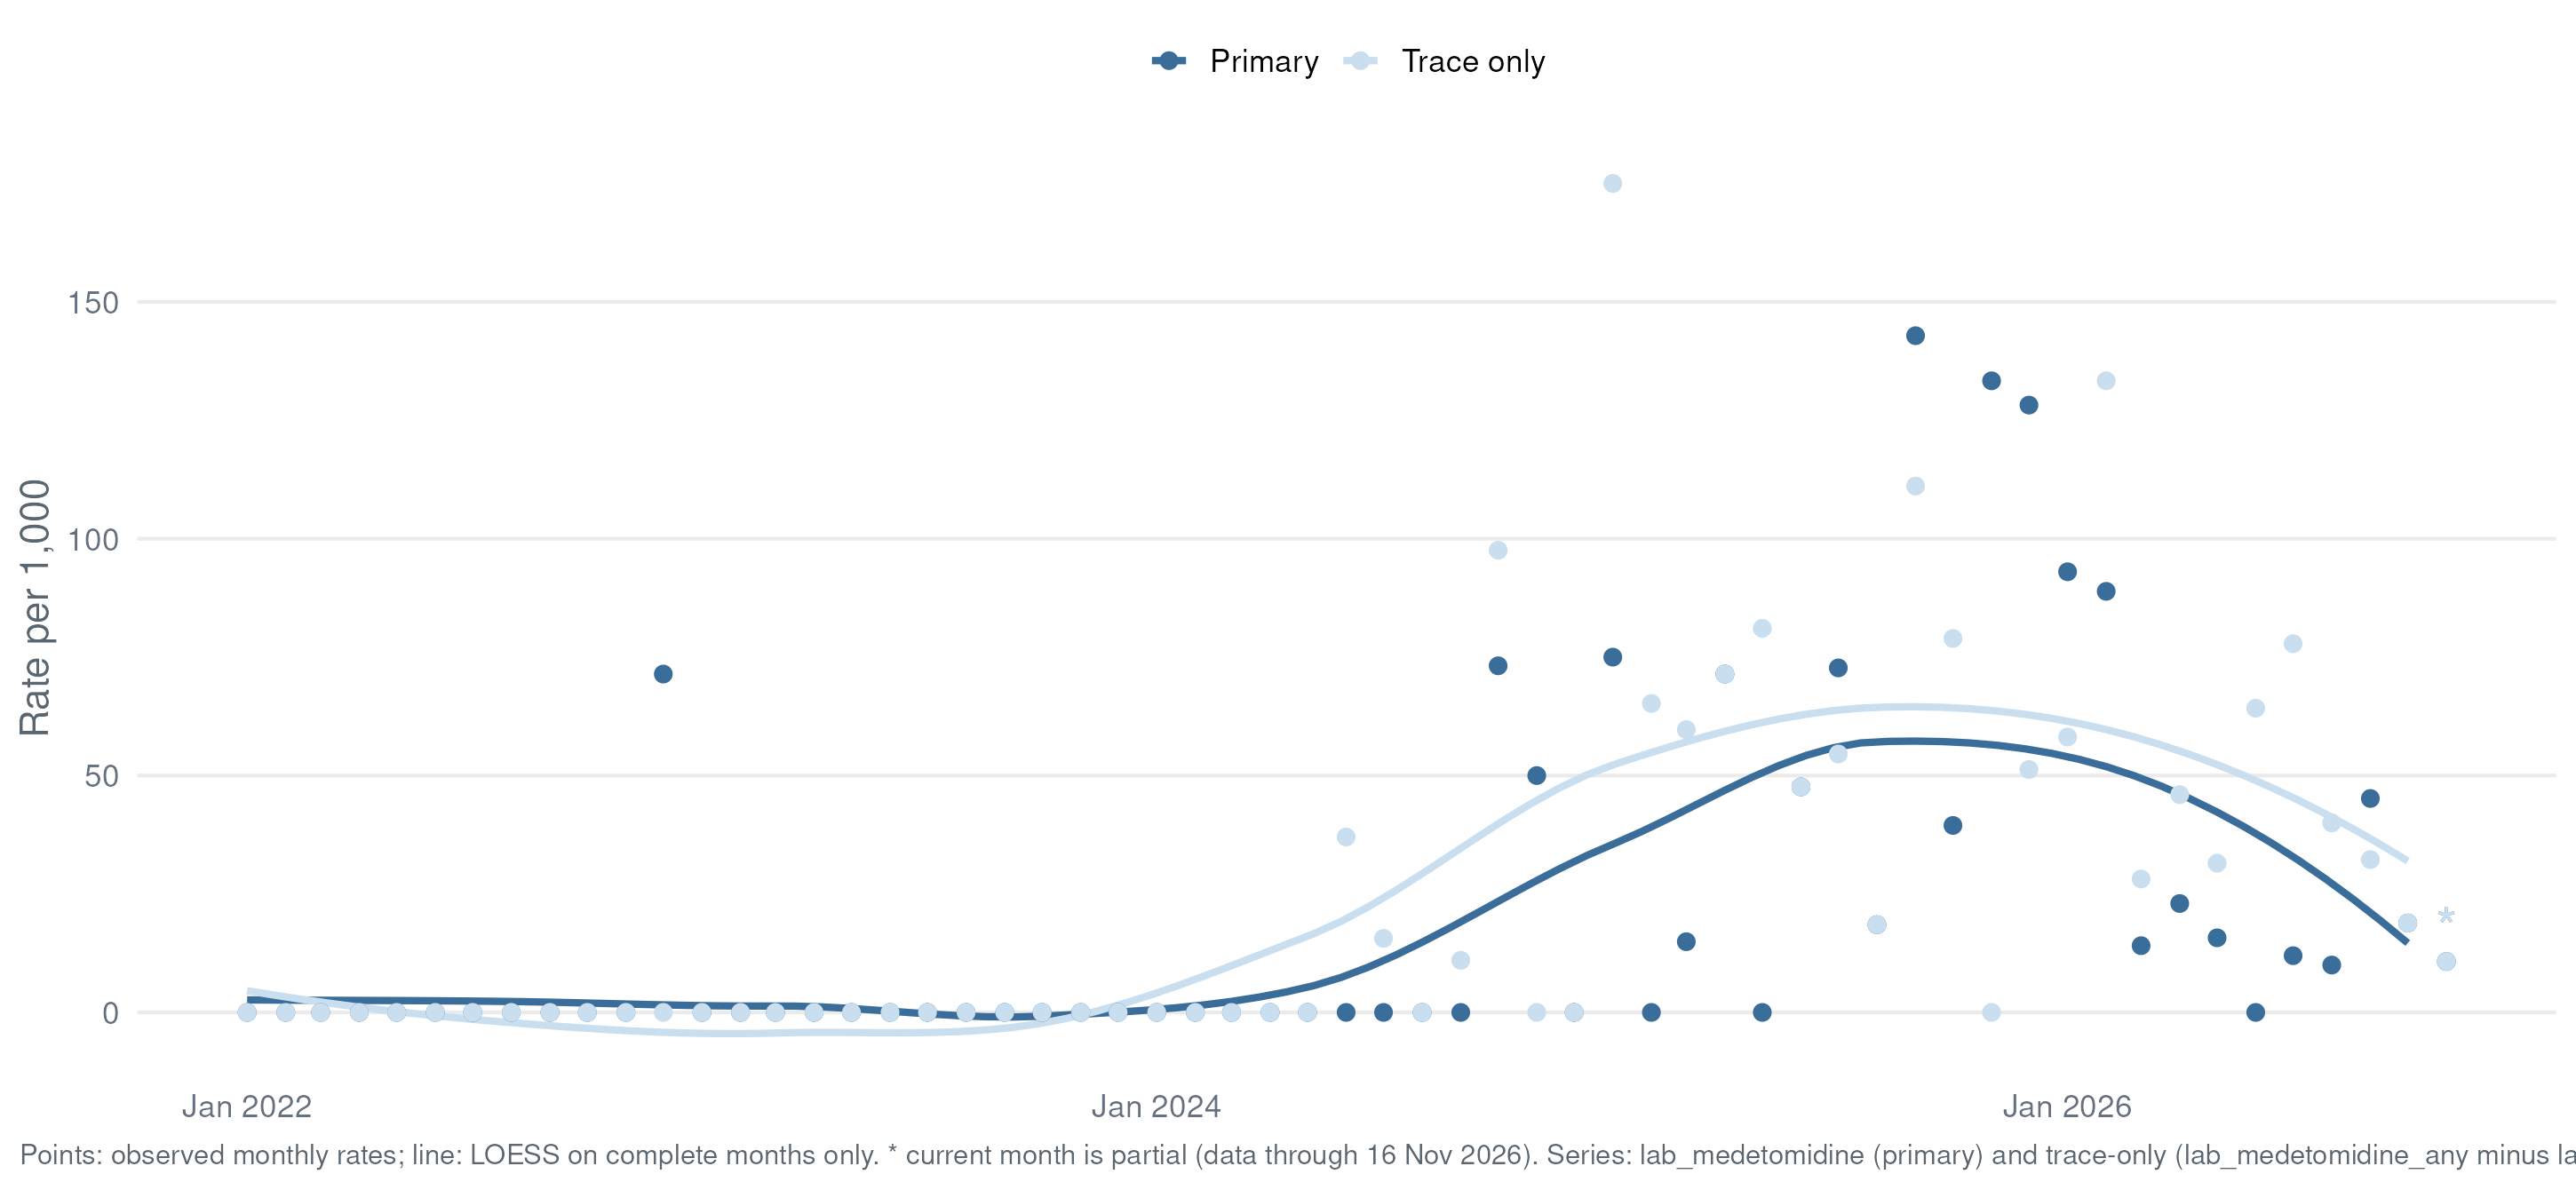 Primary Trace only
150
100
50
0
Rate per 1,000
*
Jan 2022 Jan 2024 Jan 2026
Points: observed monthly rates; line: LOESS on complete months only. * current month is partial (data through 16 Nov 2026). Series: lab_medetomidine (primary) and trace-only (lab_medetomidine_any minus la